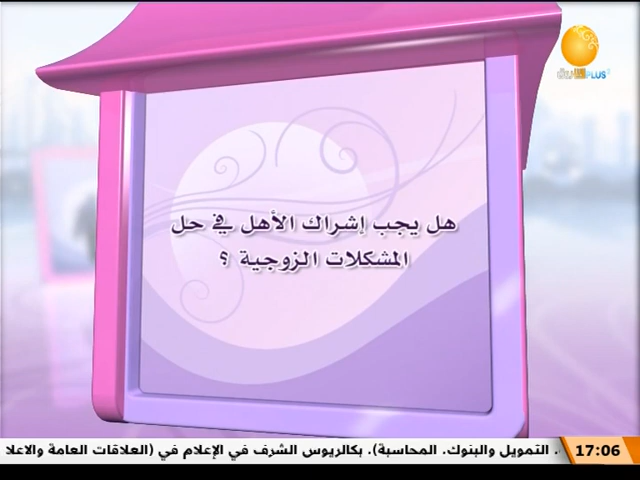 هل يجب إشراك الأهل في حل
المشكلات الزوجية ؟
PLUS
17:06
. التمويل والبنوك. المحاسبة). بكالريوس الشرف في الإعلام في (العلاقات العامة والاعلا